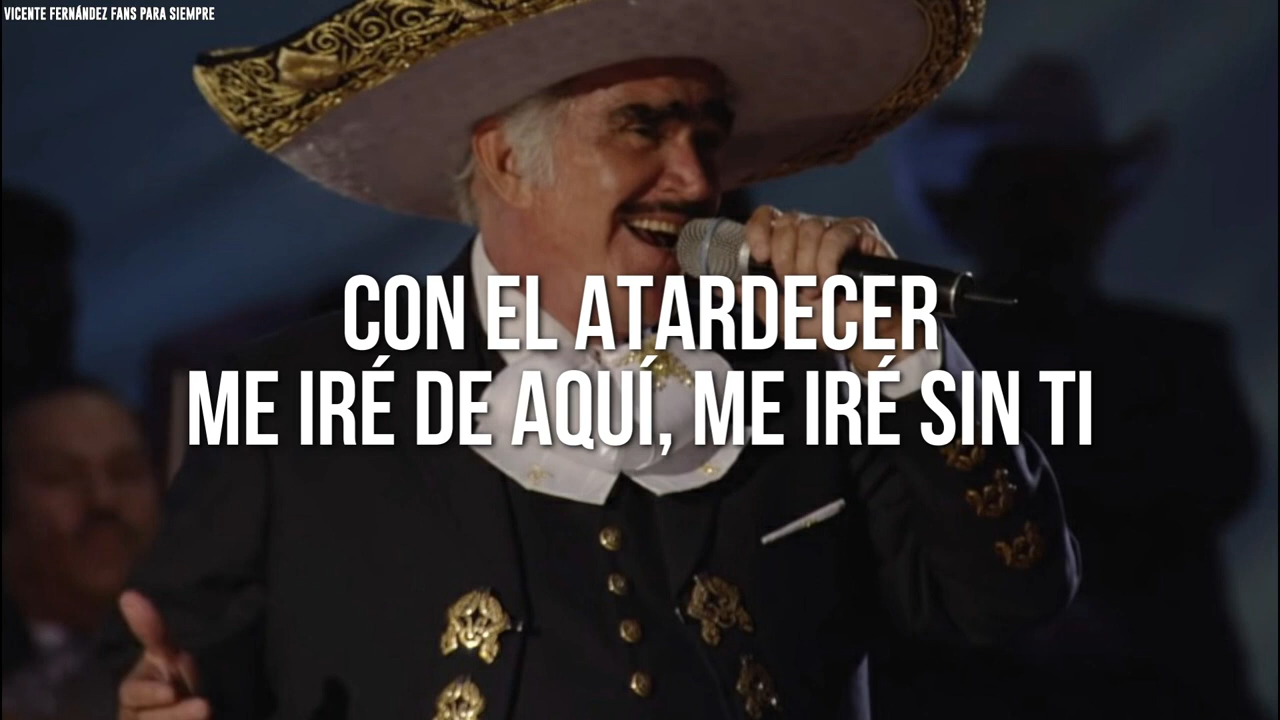 VICENTE FERNÁNDEZ FANS PARA SIEMPRE
CON EL ATARDECER
ME IRÉ DE AQUÍ, ME IRÉ SIN TI